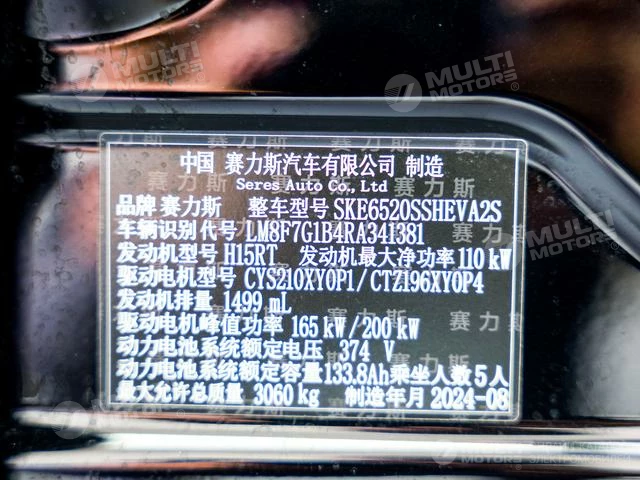 MULTI
MOTORS
MULTI
MOTORS
中国 赛力斯汽车有限公司 制造
Seres Auto Co., Ltd
品牌 赛力斯 整车型号 SKE6520SSHEVA2S
车辆识别代号 LM8F7G1B4RA341381
发动机型号 H15RT 发动机最大净功率 110 kW
驱动电机型号 CYS210XY0P1/CTZ196XY0P4
发动机排量 1499 mL
驱动电机峰值功率 165 kW/200 kW
动力电池系统额定电压 374 V
动力电池系统额定容量 133.8Ah 乘坐人数 5 人
最大允许总质量 3060 kg 制造年月 2024-08
MULTI
MOTORS